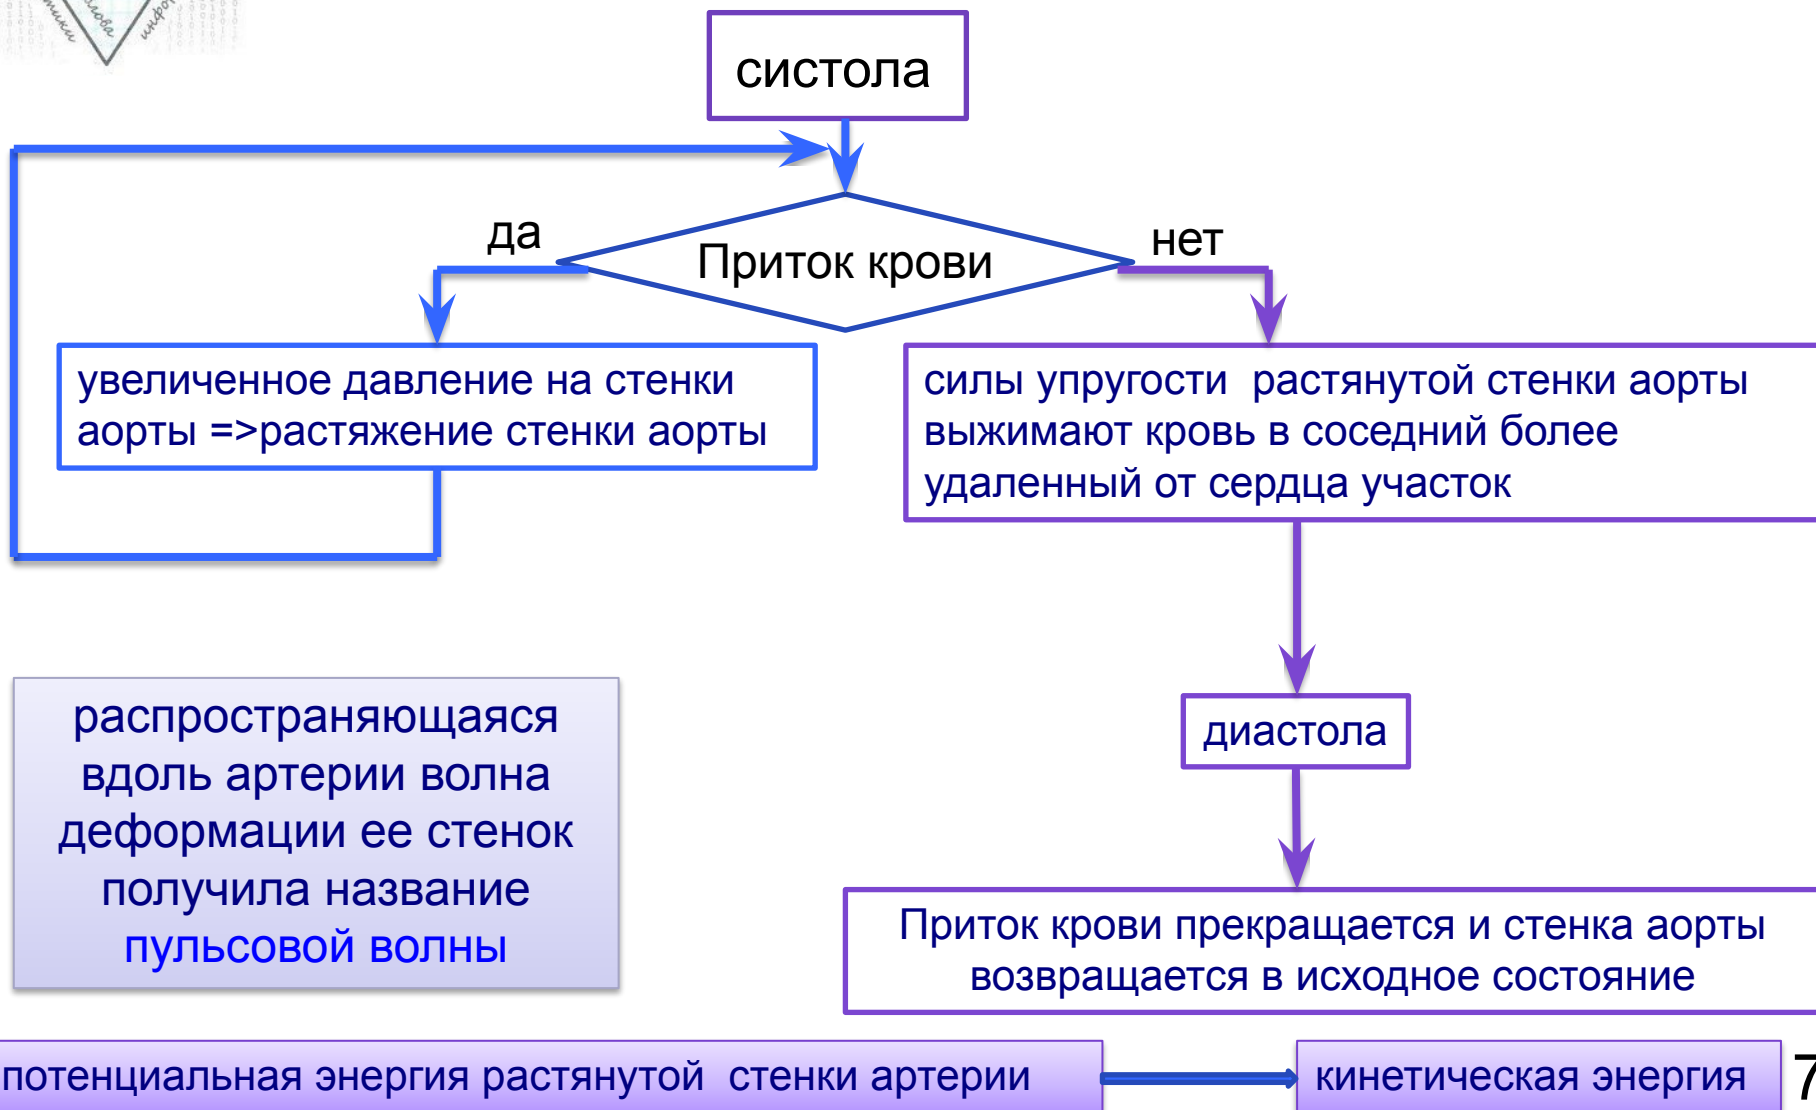 систола
да
Приток крови
нет
увеличенное давление на стенки
аорты =>растяжение стенки аорты
силы упругости растянутой стенки аорты
выжимают кровь в соседний более
удаленный от сердца участок
диастола
распространяющаяся
вдоль артерии волна
деформации ее стенок
получила название
пульсовой волны
Приток крови прекращается и стенка аорты
возвращается в исходное состояние
потенциальная энергия растянутой стенки артерии
кинетическая энергия
7